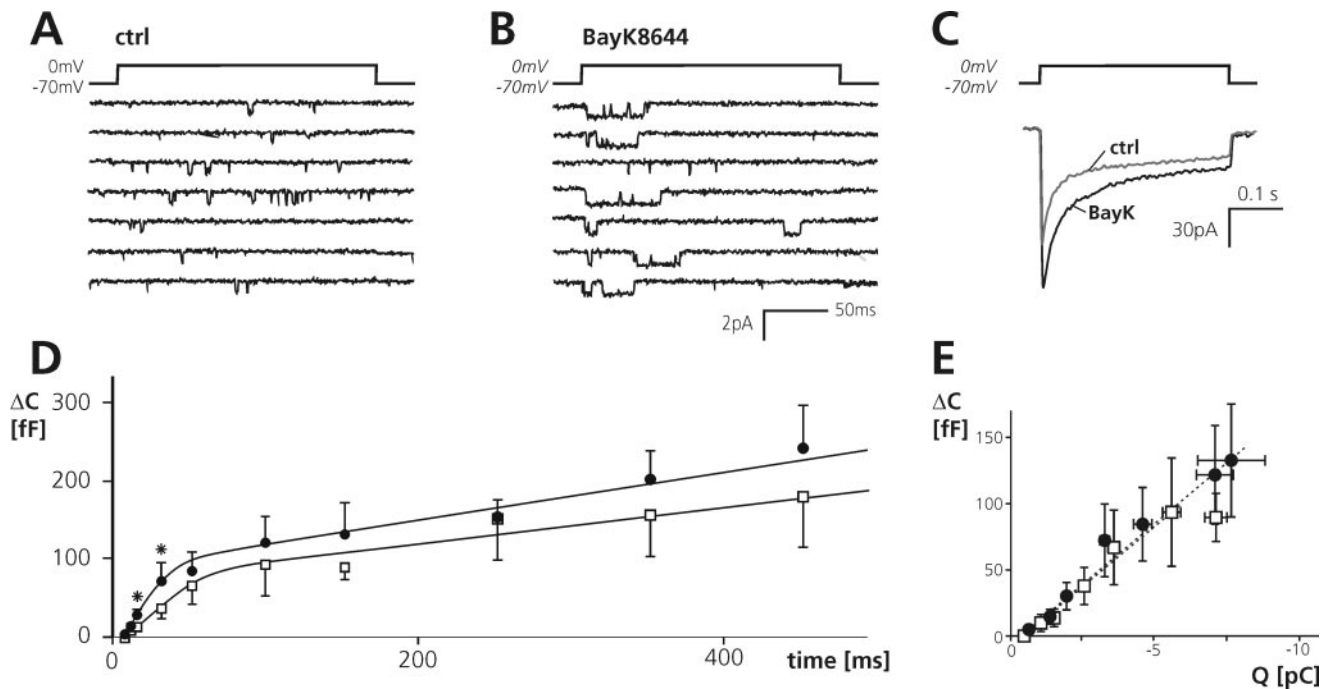 A ctrl
0mV
-70mV
B BayK8644
0mV
-70mV
2pA
50ms
C
0mV
-70mV
ctrl
BayK
0.1 s
30pA
D
ΔC
[fF]
300
200
100
0
*
*
0
200
400
time [ms]
E
ΔC
[fF]
150
100
50
0
0
-5
-10
Q [pC]